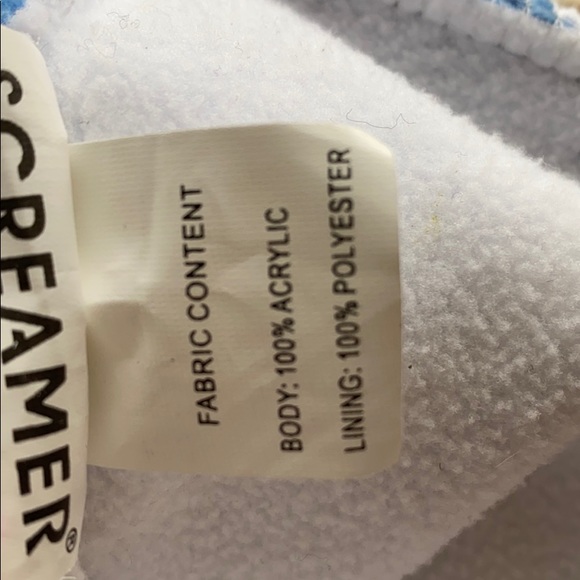 SCREAMER®
FABRIC CONTENT
BODY: 100% ACRYLIC
LINING: 100% POLYESTER